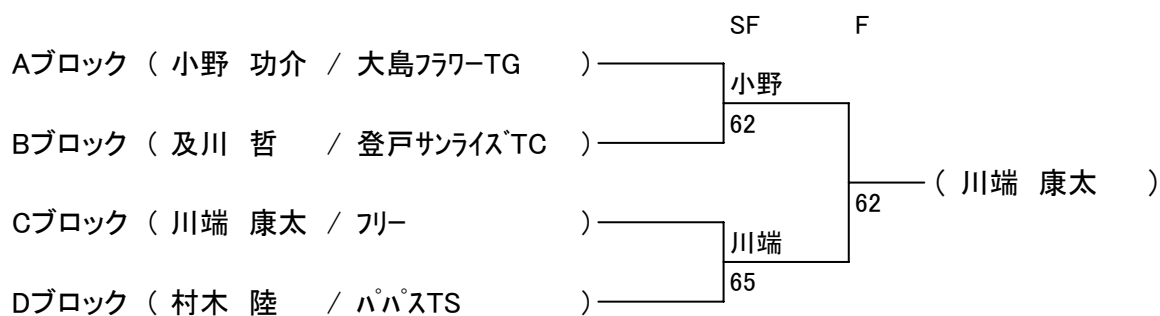 SF F
Aブロック ( 小野 功介 / 大島ﾌﾗﾜｰTG )
小野
62
Bブロック ( 及川 哲 / 登戸ｻﾝﾗｲｽﾞTC )
( 川端 康太 )
62
Cブロック ( 川端 康太 / ﾌﾘｰ )
川端
65
Dブロック ( 村木 陸 / ﾊﾟﾊﾟｽTS )